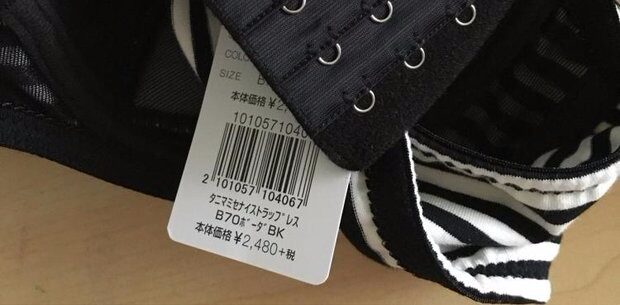 COLO
SIZE B
本体価格¥2,
1010571040
2 101057 104067
タニマミセナイストラップレス
B70ボーダBK
本体価格¥2,480+税